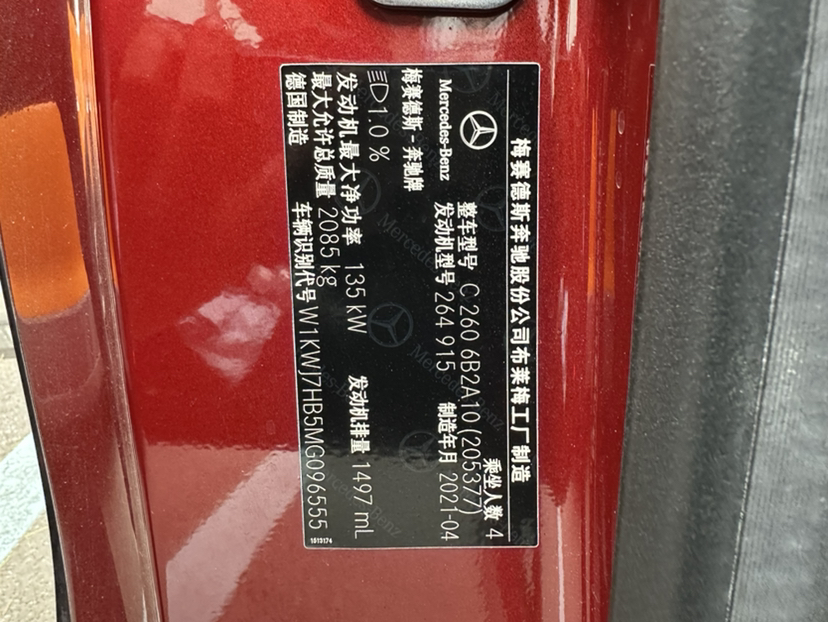 梅赛德斯奔驰股份公司布莱梅工厂制造
Mercedes-Benz
梅赛德斯-奔驰牌
乘坐人数 4
整车型号 C 260 6B2A10 (205377)
发动机型号 264 915 制造年月 2021-04
1.0 %
发动机最大净功率 135 kW 发动机排量 1497 mL
最大允许总质量 2085 kg
德国制造 车辆识别代号 W1KWJ7HB5MG096555
1513174